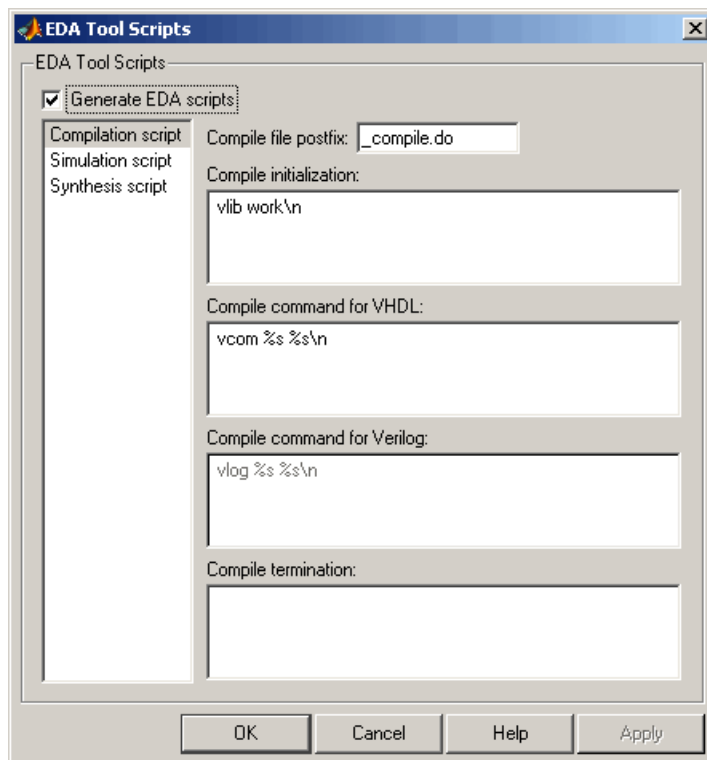 EDA Tool Scripts
EDA Tool Scripts
Generate EDA scripts
Compilation script
Simulation script
Synthesis script
Compile file postfix: _compile.do
Compile initialization:
vlib work\n
Compile command for VHDL:
vcom %s %s\n
Compile command for Verilog:
vlog %s %s\n
Compile termination:
OK Cancel Help Apply